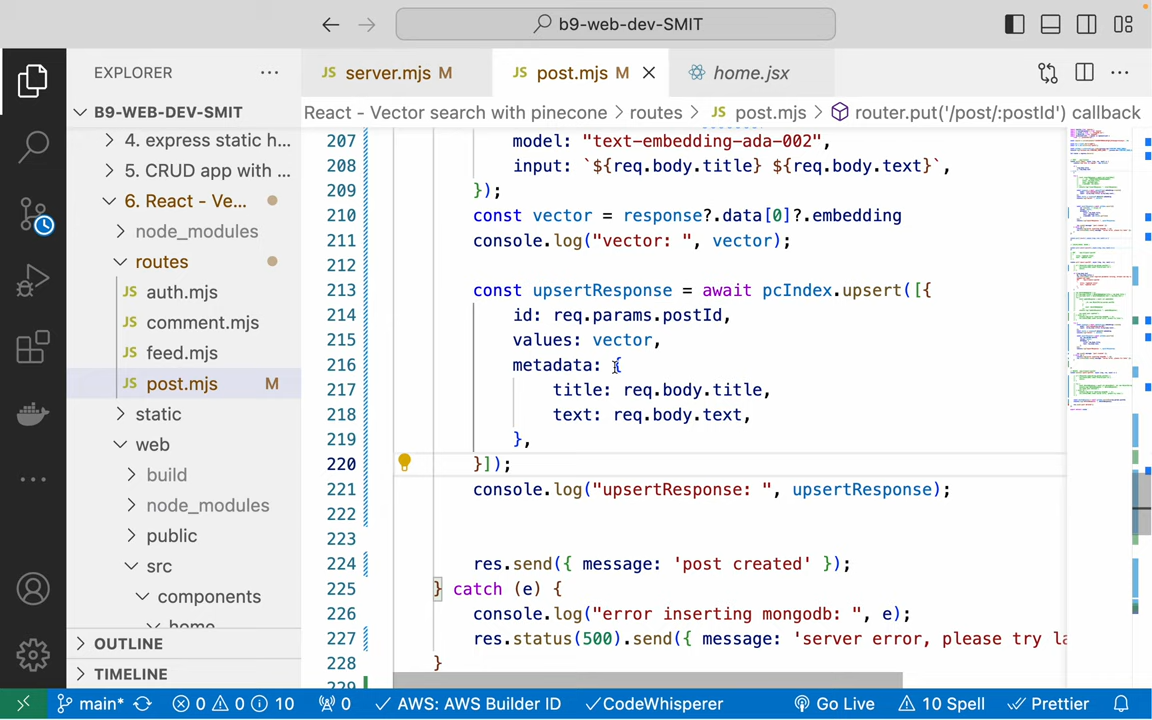 b9-web-dev-SMIT
EXPLORER
B9-WEB-DEV-SMIT
4. express static h...
5. CRUD app with ...
6. React - Ve...
node_modules
routes
JS auth.mjs
JS comment.mjs
JS feed.mjs
JS post.mjs M
static
web
build
node_modules
public
src
components
home
OUTLINE
TIMELINE
JS server.mjs M
JS post.mjs M
home.jsx
React - Vector search with pinecone > routes > JS post.mjs > router.put('/post/:postId') callback
207 model: "text-embedding-ada-002",
208 input: `${req.body.title} ${req.body.text}`,
209 });
210 const vector = response?.data[0]?.embedding
211 console.log("vector: ", vector);
212
213 const upsertResponse = await pcIndex.upsert([{
214 id: req.params.postId,
215 values: vector,
216 metadata: {
217 title: req.body.title,
218 text: req.body.text,
219 },
220 }]);
221 console.log("upsertResponse: ", upsertResponse);
222
223
224 res.send({ message: 'post created' });
225 } catch (e) {
226 console.log("error inserting mongodb: ", e);
227 res.status(500).send({ message: 'server error, please try la
228 }
229
main* 0 0 10 0 AWS: AWS Builder ID CodeWhisperer Go Live 10 Spell Prettier